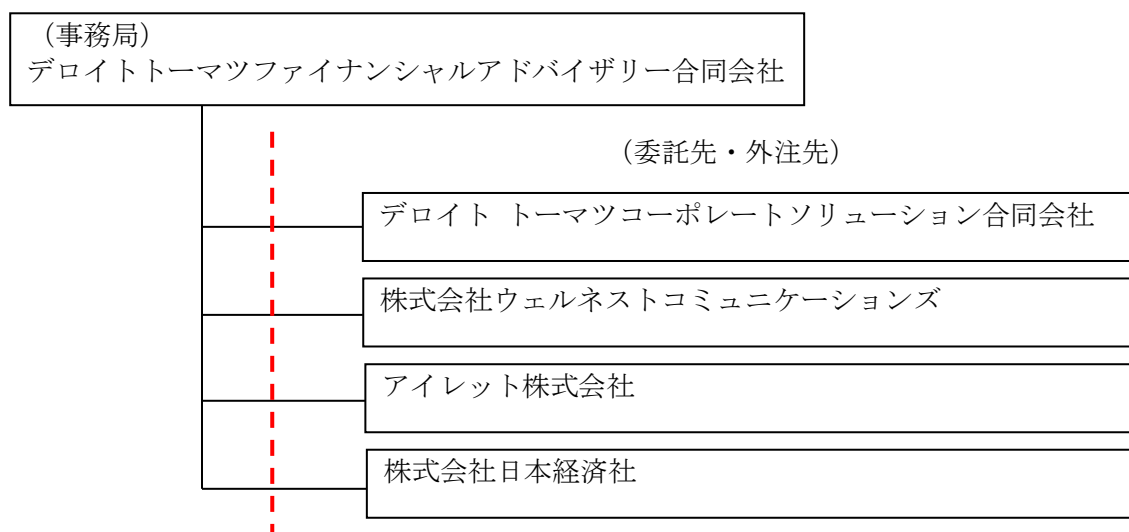 （事務局）
デロイトトーマツファイナンシャルアドバイザリー合同会社
（委託先・外注先）
デロイト トーマツコーポレートソリューション合同会社
株式会社ウェルネストコミュニケーションズ
アイレット株式会社
株式会社日本経済社